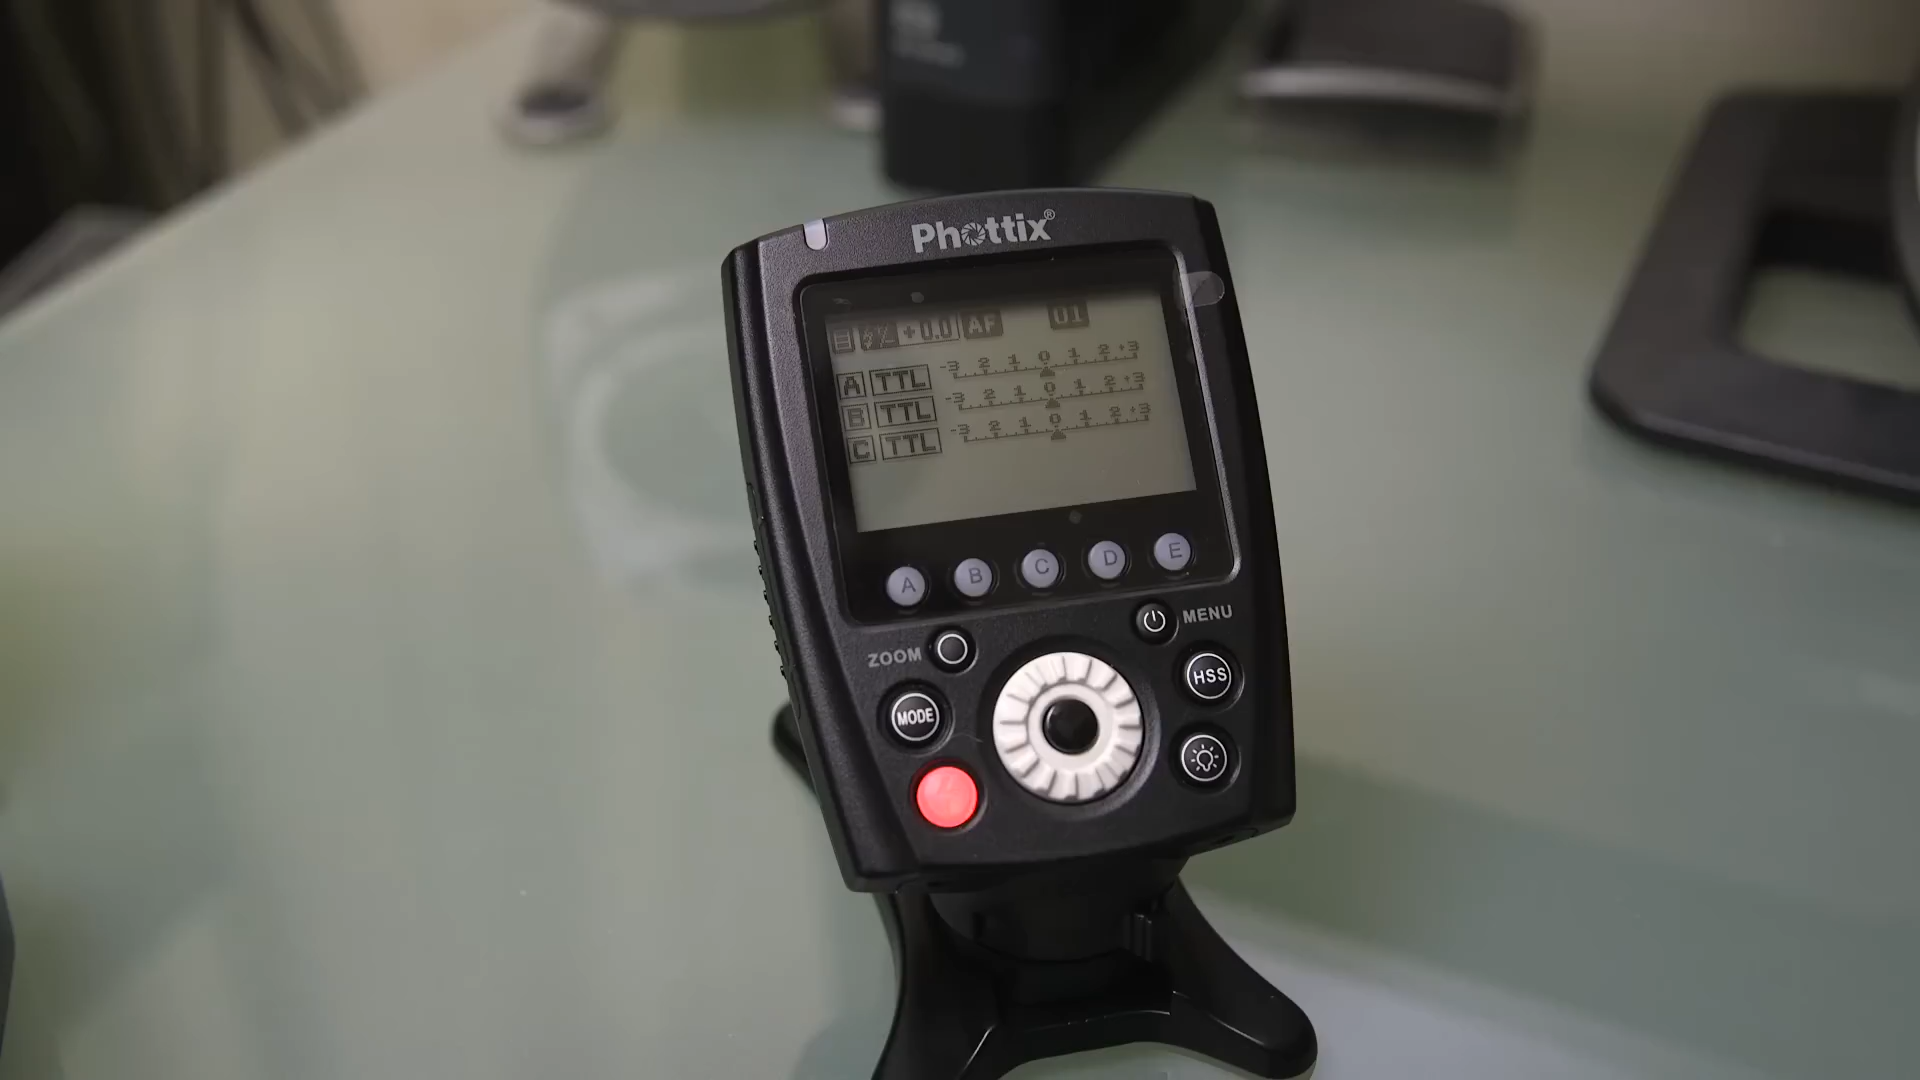 Phottix®
+0.0 AF 01
A TTL -3 2 1 0 1 2 +3
B TTL -3 2 1 0 1 2 +3
C TTL -3 2 1 0 1 2 +3
A B C D E
ZOOM MENU
MODE HSS